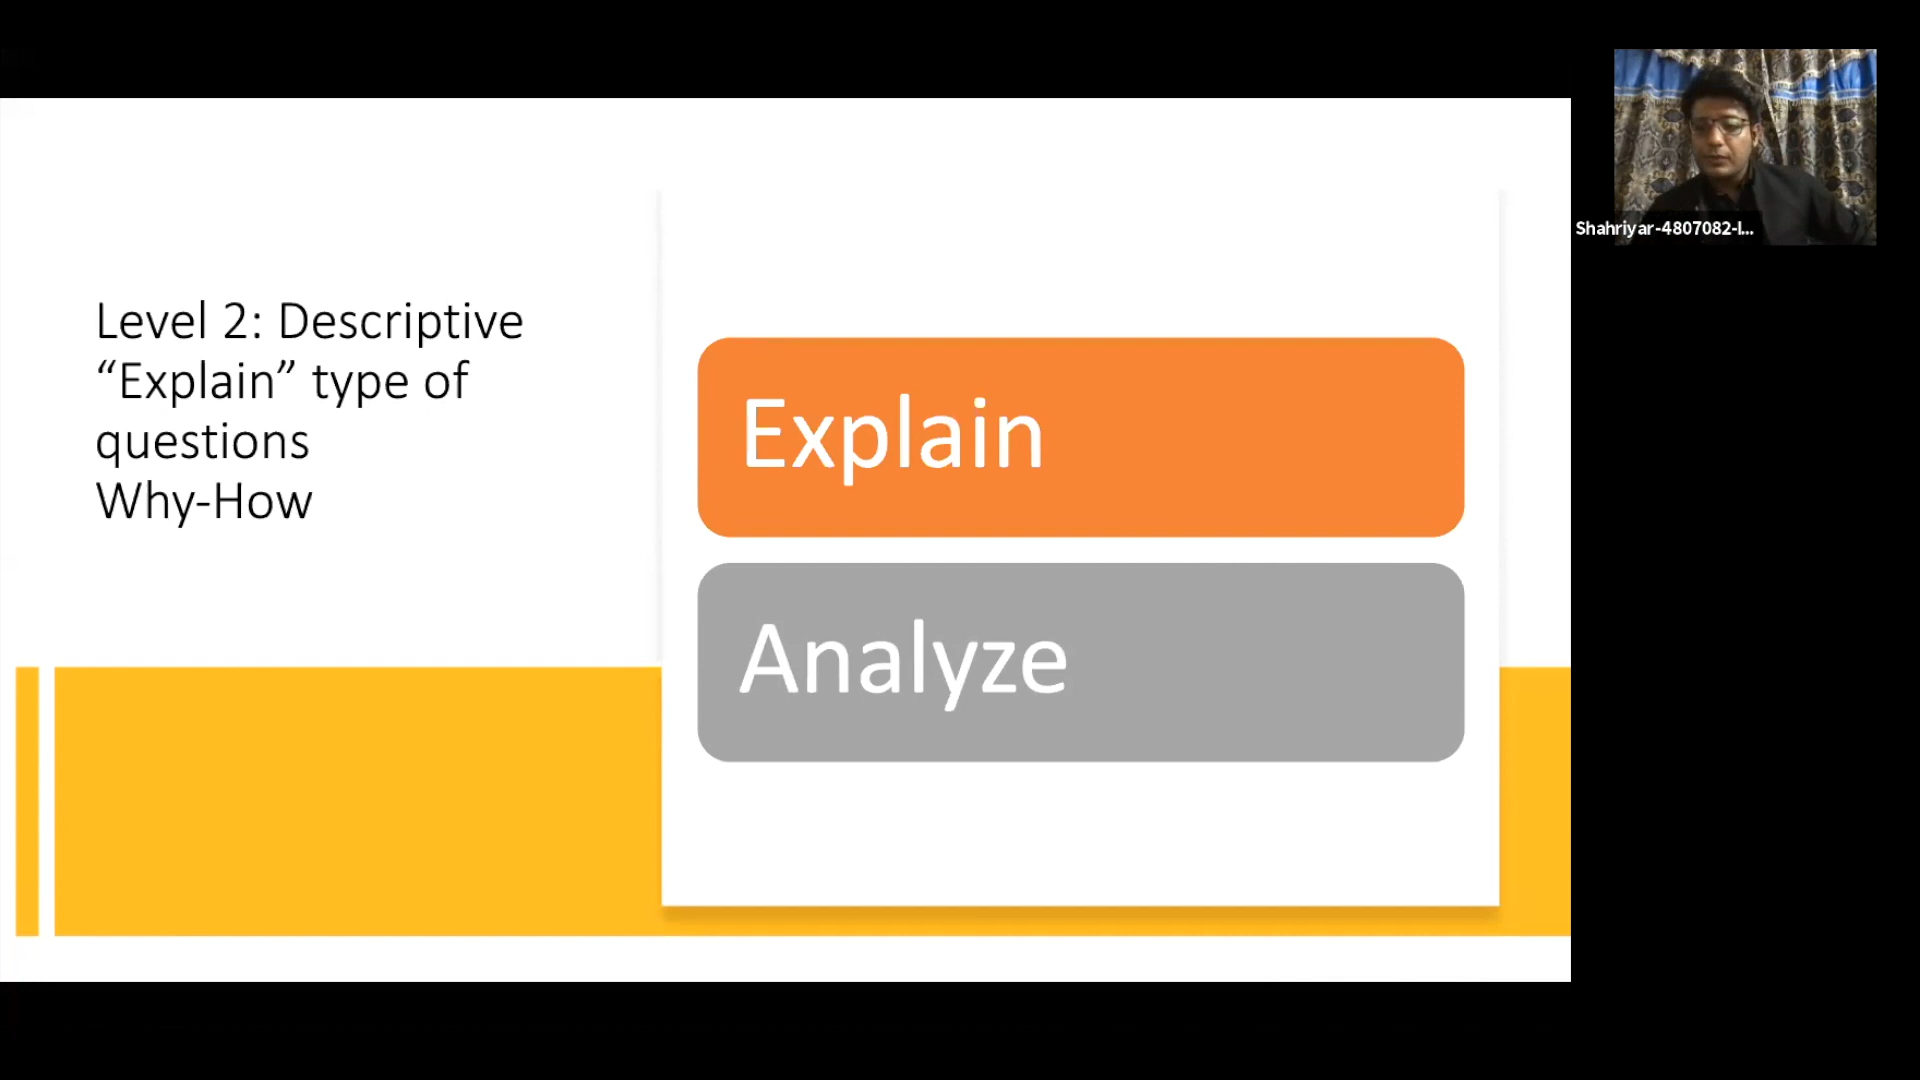 Level 2: Descriptive
“Explain” type of
questions
Why-How
Explain
Analyze
Shahriyar-4807082-I...